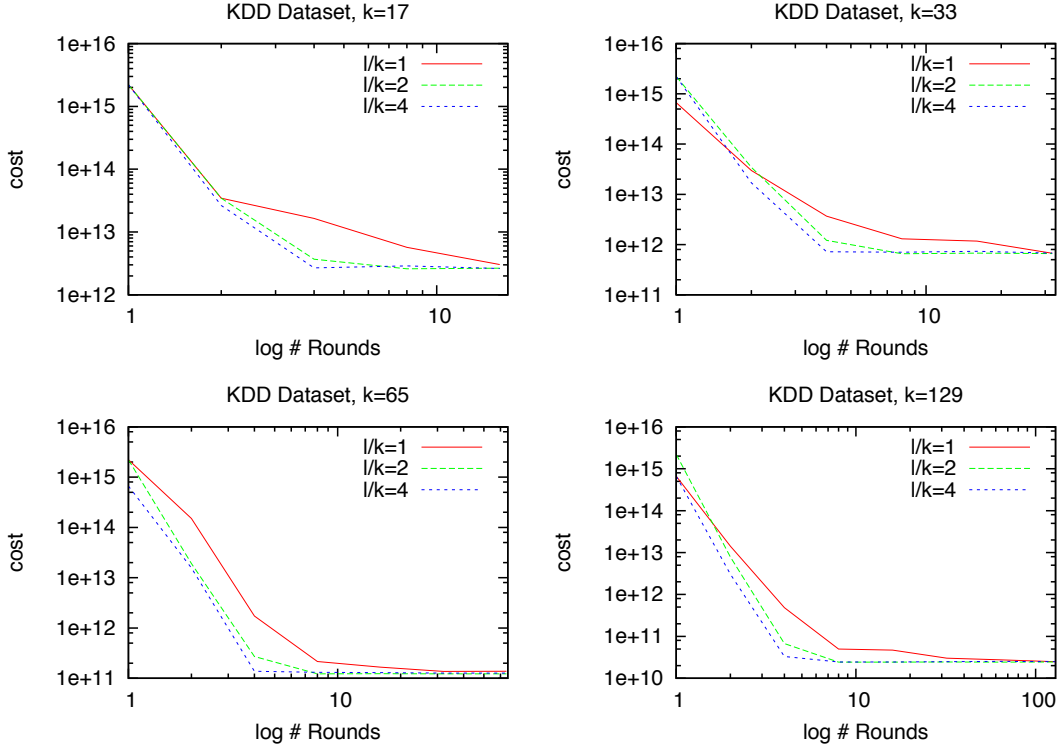 KDD Dataset, k=17
1e+16
1e+15
1e+14
1e+13
1e+12
cost
l/k=1
l/k=2
l/k=4
1
10
log # Rounds
KDD Dataset, k=33
1e+16
1e+15
1e+14
1e+13
1e+12
1e+11
cost
l/k=1
l/k=2
l/k=4
1
10
log # Rounds
KDD Dataset, k=65
1e+16
1e+15
1e+14
1e+13
1e+12
1e+11
cost
l/k=1
l/k=2
l/k=4
1
10
log # Rounds
KDD Dataset, k=129
1e+16
1e+15
1e+14
1e+13
1e+12
1e+11
1e+10
cost
l/k=1
l/k=2
l/k=4
1
10
100
log # Rounds